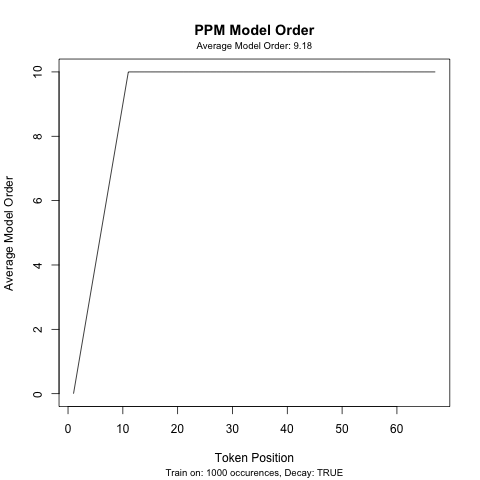 PPM Model Order
Average Model Order: 9.18
Average Model Order
10
8
6
4
2
0
0 10 20 30 40 50 60
Token Position
Train on: 1000 occurences, Decay: TRUE